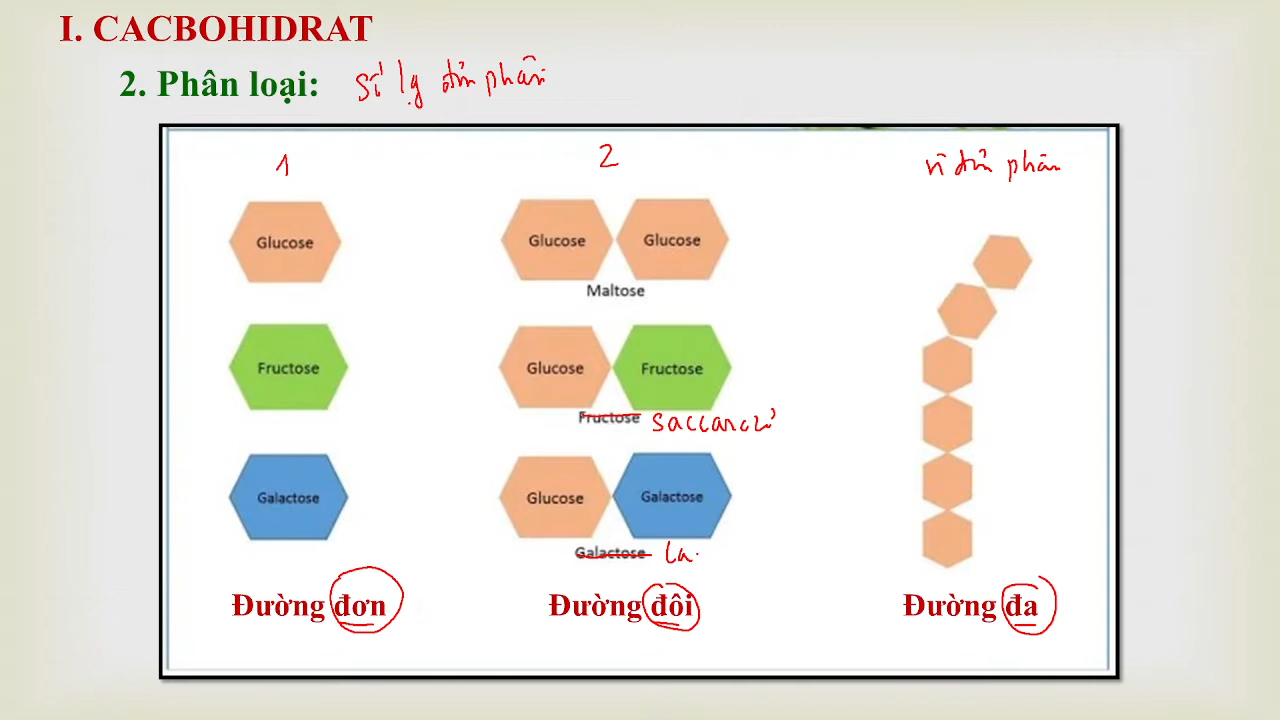 I. CACBOHIDRAT
2. Phân loại: số lg đơn phân
1 2 n đơn phân
Glucose Glucose Glucose
Maltose
Fructose Glucose Fructose
Fructose saccarozơ
Galactose Glucose Galactose
Galactose la
Đường đơn Đường đôi Đường đa